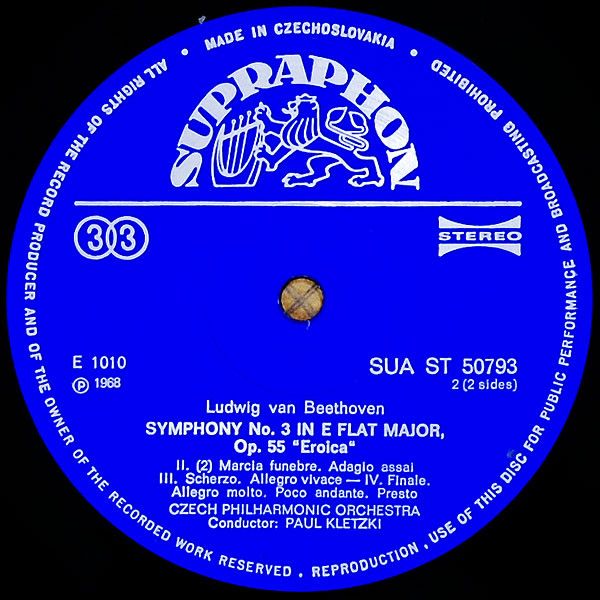 MADE IN CZECHOSLOVAKIA
ALL RIGHTS OF THE RECORD PRODUCER AND OF THE OWNER OF THE RECORDED WORK RESERVED . REPRODUCTION , USE OF THIS DISC FOR PUBLIC PERFORMANCE AND BROADCASTING PROHIBITED
SUPRAPHON
33
STEREO
E 1010
Ⓟ 1968
SUA ST 50793
2 (2 sides)
Ludwig van Beethoven
SYMPHONY No. 3 IN E FLAT MAJOR,
Op. 55 "Eroica"
II. (2) Marcia funebre. Adagio assai
III. Scherzo. Allegro vivace — IV. Finale.
Allegro molto. Poco andante. Presto
CZECH PHILHARMONIC ORCHESTRA
Conductor: PAUL KLETZKI